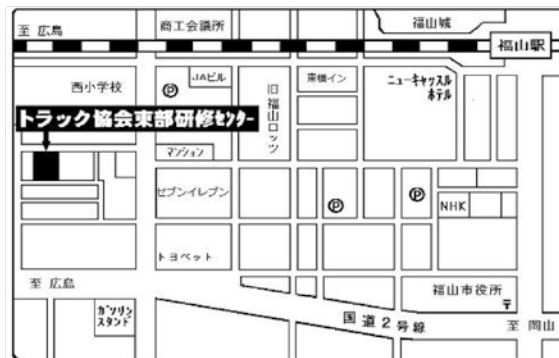 至 広島
商工会議所
福山城
福山駅
西小学校
Ⓟ
JAビル
旧福山ロッツ
東横イン
ニューキャッスル
ホテル
トラック協会東部研修センター
マンション
セブンイレブン
Ⓟ
Ⓟ
NHK
トヨペット
至 広島
ガソリン
スタンド
福山市役所
〒
国道2号線
至 岡山